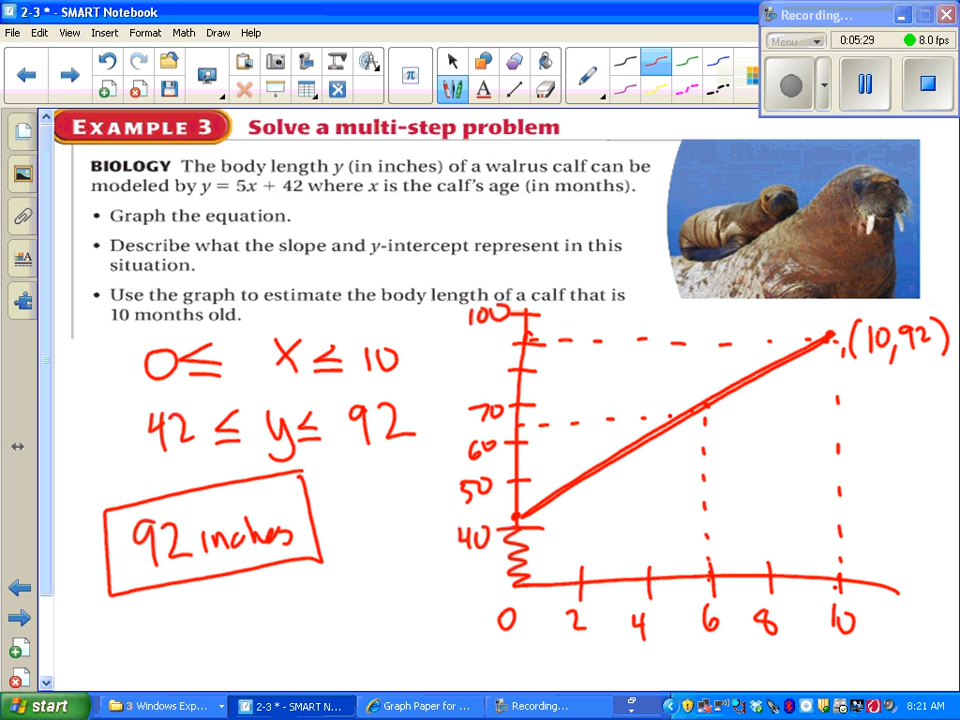 2-3 * - SMART Notebook
Recording...
File Edit View Insert Format Math Draw Help
Menu
0:05:29
8.0 fps
EXAMPLE 3 Solve a multi-step problem
BIOLOGY The body length y (in inches) of a walrus calf can be
modeled by y = 5x + 42 where x is the calf's age (in months).
• Graph the equation.
• Describe what the slope and y-intercept represent in this
situation.
• Use the graph to estimate the body length of a calf that is
10 months old.
0 ≤ x ≤ 10
42 ≤ y ≤ 92
92 inches
100
70
60
50
40
(10,92)
0 2 4 6 8 10
start
3 Windows Exp...
2-3 * - SMART N...
Graph Paper for ...
Recording...
8:21 AM